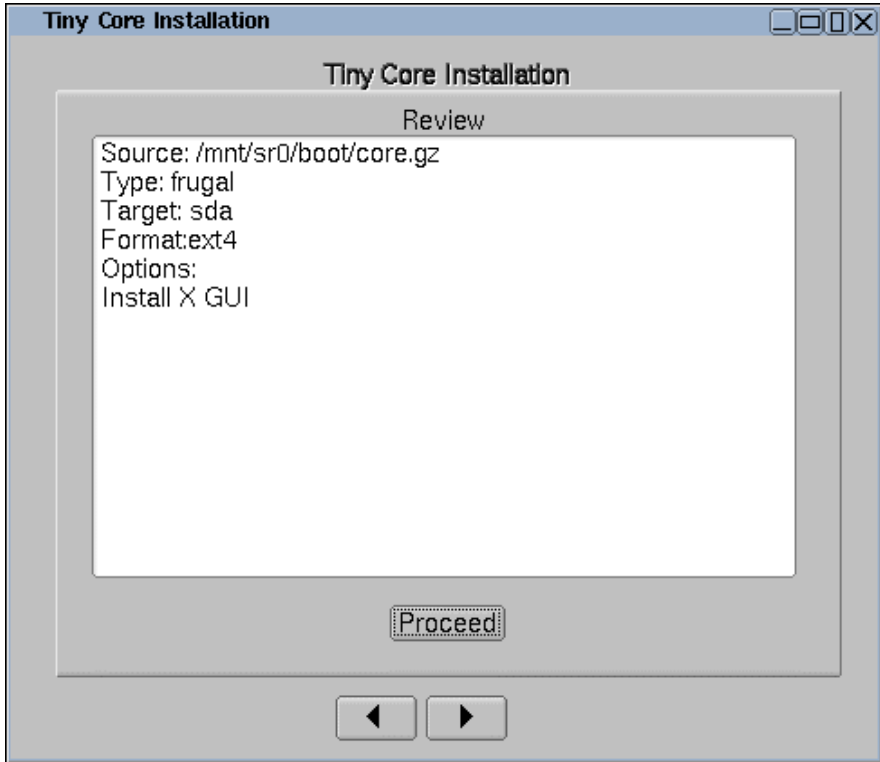 Tiny Core Installation
Tiny Core Installation
Review
Source: /mnt/sr0/boot/core.gz
Type: frugal
Target: sda
Format:ext4
Options:
Install X GUI
Proceed